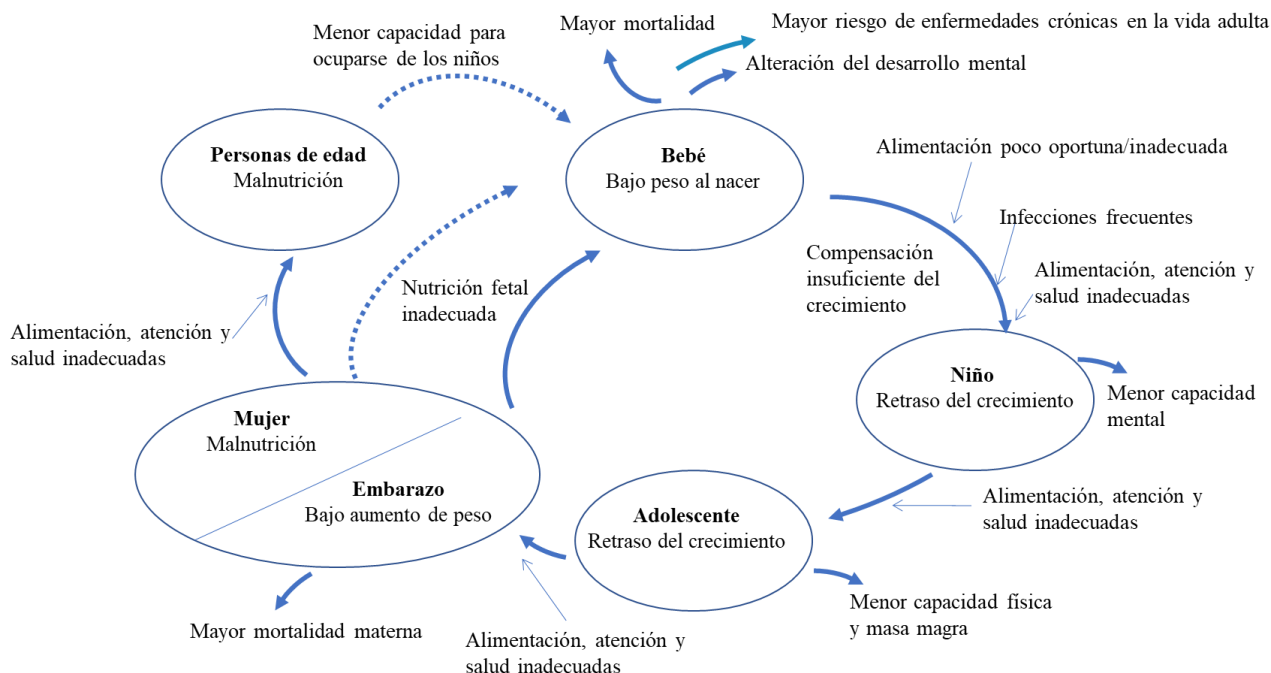 Mayor mortalidad
Mayor riesgo de enfermedades crónicas en la vida adulta
Alteración del desarrollo mental
Menor capacidad para
ocuparse de los niños
Personas de edad
Malnutrición
Bebé
Bajo peso al nacer
Alimentación poco oportuna/inadecuada
Infecciones frecuentes
Compensación
insuficiente del
crecimiento
Alimentación, atención y
salud inadecuadas
Nutrición fetal
inadecuada
Alimentación, atención y
salud inadecuadas
Niño
Retraso del crecimiento
Menor capacidad
mental
Mujer
Malnutrición
Embarazo
Bajo aumento de peso
Adolescente
Retraso del crecimiento
Alimentación, atención y
salud inadecuadas
Menor capacidad física
y masa magra
Mayor mortalidad materna
Alimentación, atención y
salud inadecuadas